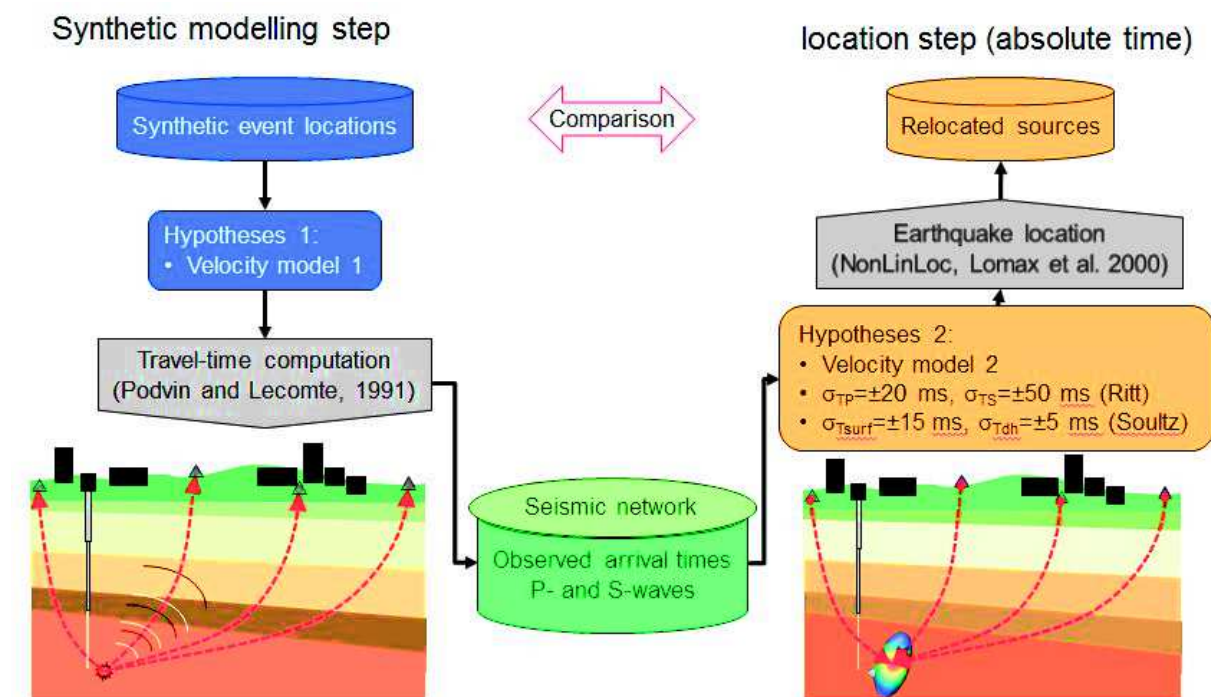 Synthetic modelling step
Synthetic event locations
Hypotheses 1:
• Velocity model 1
Travel-time computation
(Podvin and Lecomte, 1991)
Comparison
Seismic network
Observed arrival times
P- and S-waves
location step (absolute time)
Relocated sources
Earthquake location
(NonLinLoc, Lomax et al. 2000)
Hypotheses 2:
• Velocity model 2
• σTP=±20 ms, σTS=±50 ms (Ritt)
• σTsurf=±15 ms, σTdh=±5 ms (Soultz)